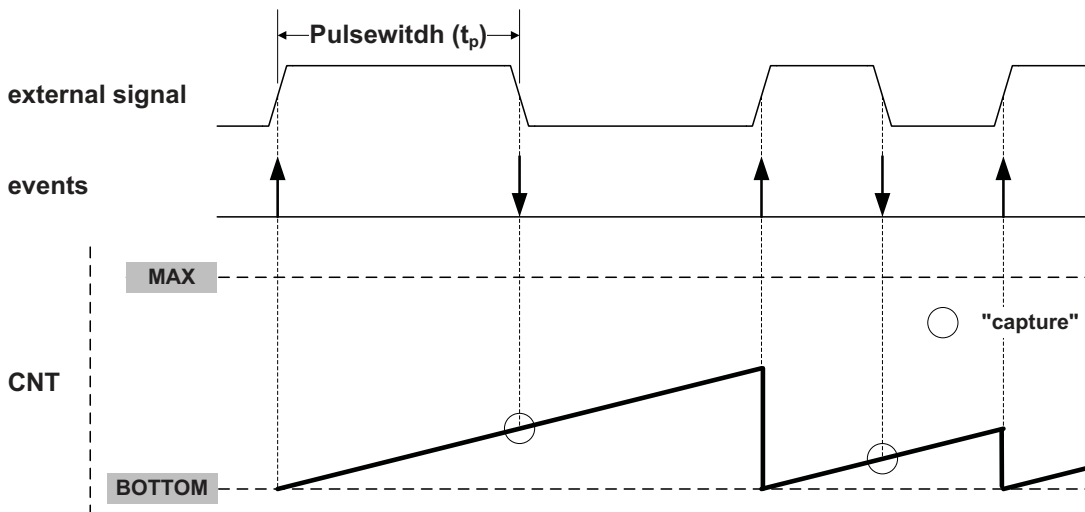 Pulsewitdh (tp)
external signal
events
MAX
"capture"
CNT
BOTTOM